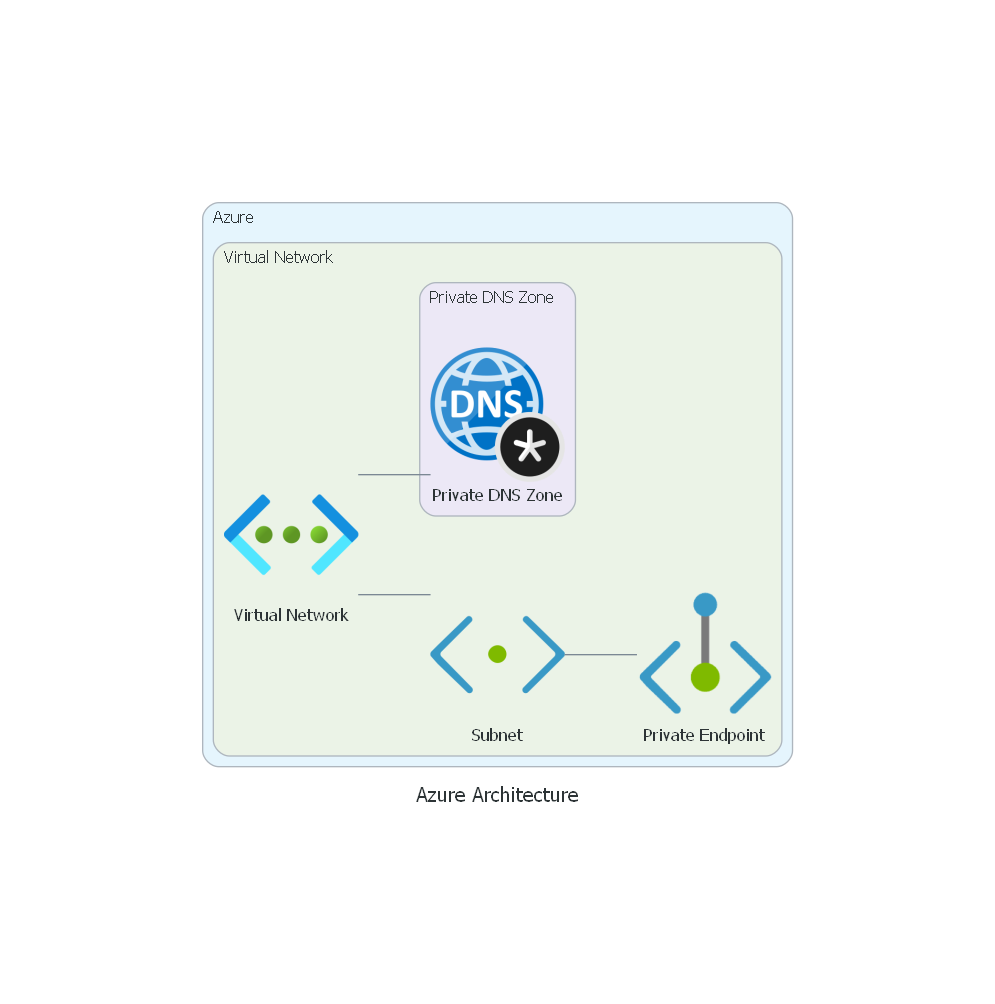 Azure
Virtual Network
Private DNS Zone
DNS
Private DNS Zone
Virtual Network
Subnet
Private Endpoint
Azure Architecture